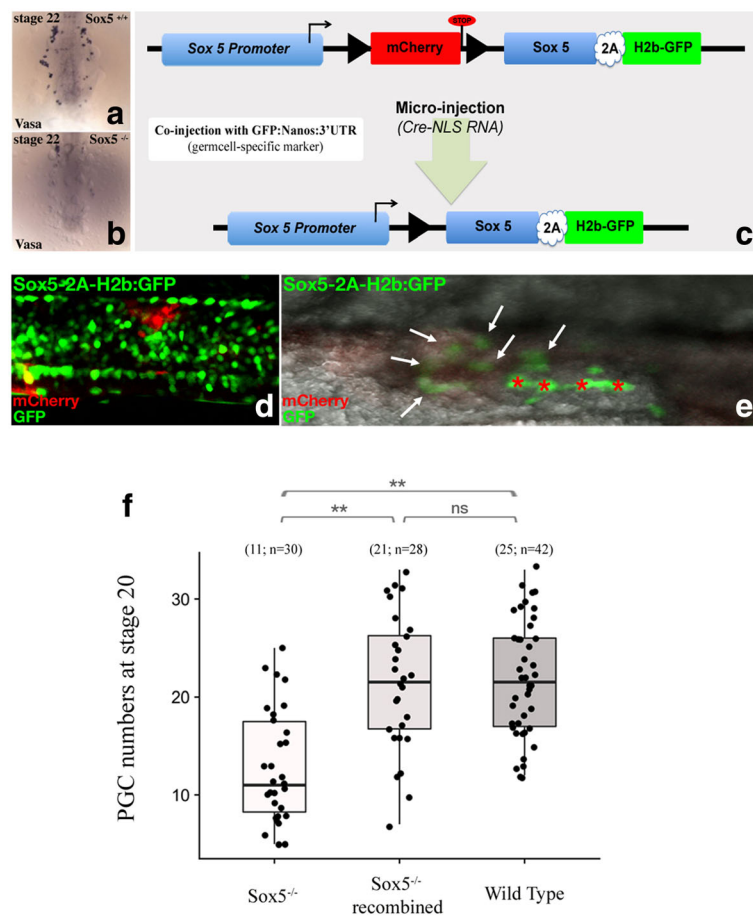 stage 22 Sox5 +/+
Vasa a
stage 22 Sox5 -/-
Vasa b
Sox 5 Promoter mCherry STOP Sox 5 2A H2b-GFP
Micro-injection
(Cre-NLS RNA)
Co-injection with GFP:Nanos:3'UTR
(germcell-specific marker)
Sox 5 Promoter Sox 5 2A H2b-GFP
c
Sox5-2A-H2b:GFP
mCherry
GFP
d
Sox5-2A-H2b:GFP
* * * *
mCherry
GFP
e
f
**
** ns
(11; n=30) (21; n=28) (25; n=42)
PGC numbers at stage 20
30
20
10
Sox5-/- Sox5-/- recombined Wild Type